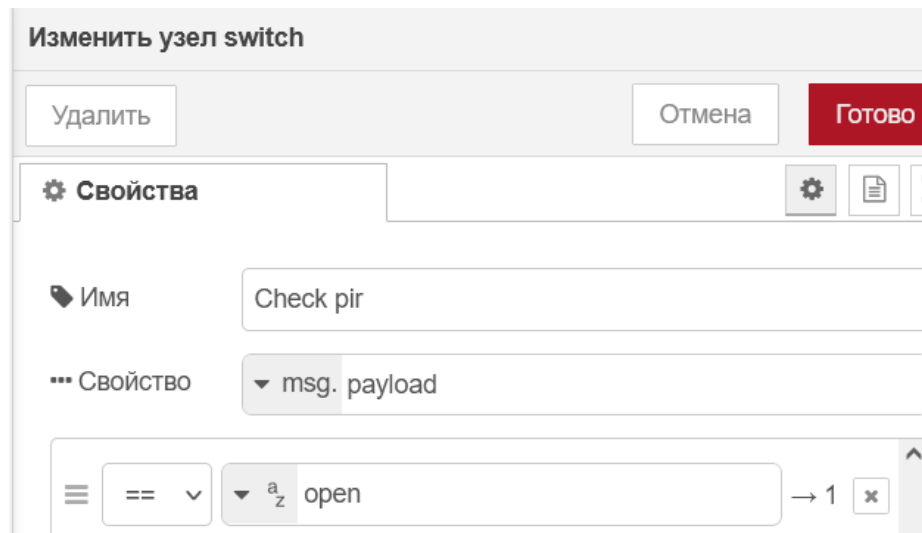 Изменить узел switch
Удалить Отмена Готово
Свойства
Имя Check pir
Свойство msg. payload
== a z open → 1 x